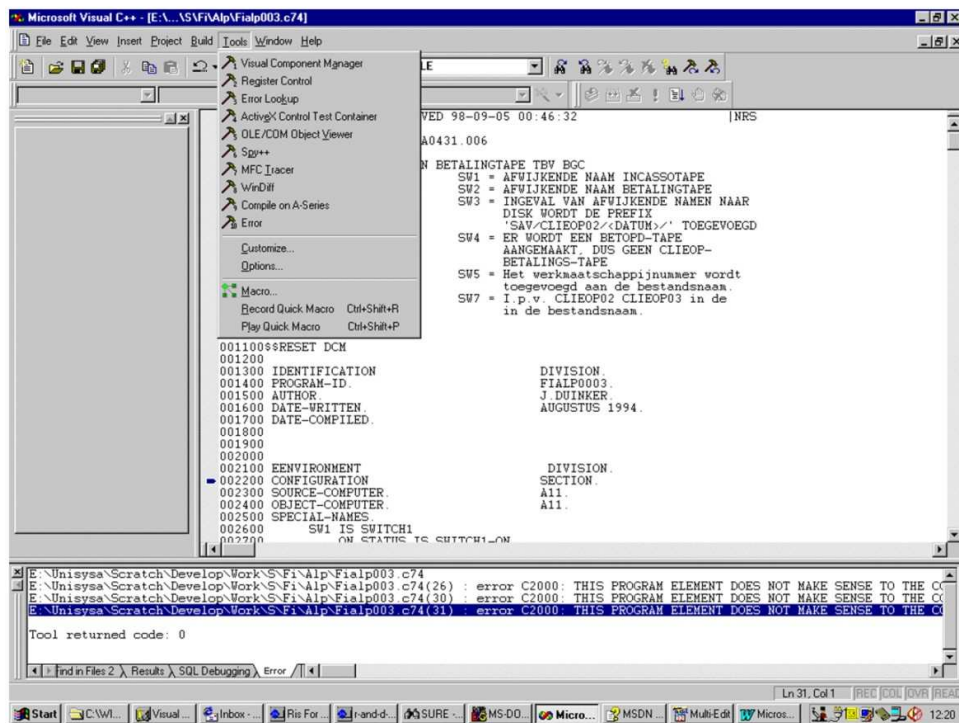 Microsoft Visual C++ - [E:\...\S\Fi\Alp\Fialp003.c74]
File Edit View Insert Project Build Tools Window Help
Visual Component Manager
Register Control
Error Lookup
ActiveX Control Test Container
OLE/COM Object Viewer
Spy++
MFC Tracer
WinDiff
Compile on A-Series
Error
Customize...
Options...
Macro...
Record Quick Macro Ctrl+Shift+R
Play Quick Macro Ctrl+Shift+P
VED 98-09-05 00:46:32 |NRS
A0431.006
N BETALINGTAPE TBV BGC
SW1 = AFWIJKENDE NAAM INCASSOTAPE
SW2 = AFWIJKENDE NAAM BETALINGTAPE
SW3 = INGEVAL VAN AFWIJKENDE NAMEN NAAR
DISK WORDT DE PREFIX
'SAV/CLIEOP02/<DATUM>/' TOEGEVOEGD
SW4 = ER WORDT EEN BETOPD-TAPE
AANGEMAAKT, DUS GEEN CLIEOP-
BETALINGS-TAPE
SW5 = Het werkmaatschappijnummer wordt
toegevoegd aan de bestandsnaam.
SW7 = I.p.v. CLIEOP02 CLIEOP03 in de
in de bestandsnaam.
001100$$RESET DCM
001200
001300 IDENTIFICATION DIVISION.
001400 PROGRAM-ID. FIALP0003.
001500 AUTHOR. J.DUINKER.
001600 DATE-WRITTEN. AUGUSTUS 1994.
001700 DATE-COMPILED.
001800
001900
002000
002100 EENVIRONMENT DIVISION.
002200 CONFIGURATION SECTION.
002300 SOURCE-COMPUTER. A11.
002400 OBJECT-COMPUTER. A11.
002500 SPECIAL-NAMES.
002600 SW1 IS SWITCH1
002700 ON STATUS IS SWITCH1-ON
E:\Unisysa\Scratch\Develop\Work\S\Fi\Alp\Fialp003.c74
E:\Unisysa\Scratch\Develop\Work\S\Fi\Alp\Fialp003.c74(26) : error C2000: THIS PROGRAM ELEMENT DOES NOT MAKE SENSE TO THE CO
E:\Unisysa\Scratch\Develop\Work\S\Fi\Alp\Fialp003.c74(30) : error C2000: THIS PROGRAM ELEMENT DOES NOT MAKE SENSE TO THE CO
E:\Unisysa\Scratch\Develop\Work\S\Fi\Alp\Fialp003.c74(31) : error C2000: THIS PROGRAM ELEMENT DOES NOT MAKE SENSE TO THE CO
Tool returned code: 0
Find in Files 2 Results SQL Debugging Error
Ln 31, Col 1 REC COL OVR READ
Start C:\WI... Visual ... Inbox - ... Ris For ... r-and-d-... SURE -... MS-DO... Micro... MSDN ... Multi-Edit Micros... 12:20